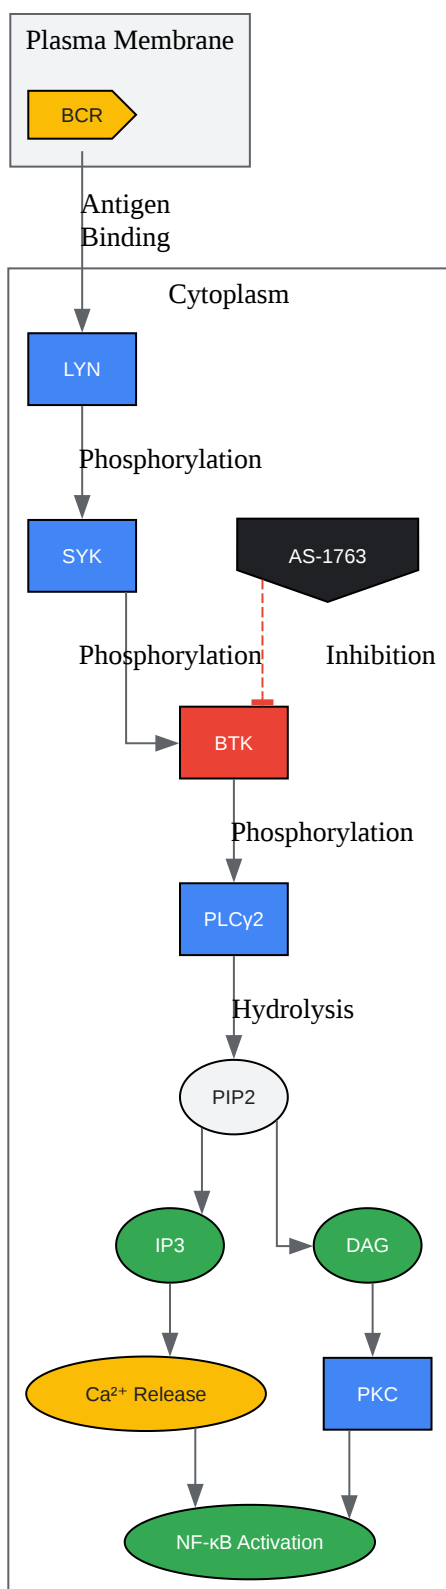 Plasma Membrane
BCR
Antigen
Binding
Cytoplasm
LYN
Phosphorylation
SYK
AS-1763
Phosphorylation
Inhibition
BTK
Phosphorylation
PLCγ2
Hydrolysis
PIP2
IP3
DAG
Ca²⁺ Release
PKC
NF-κB Activation